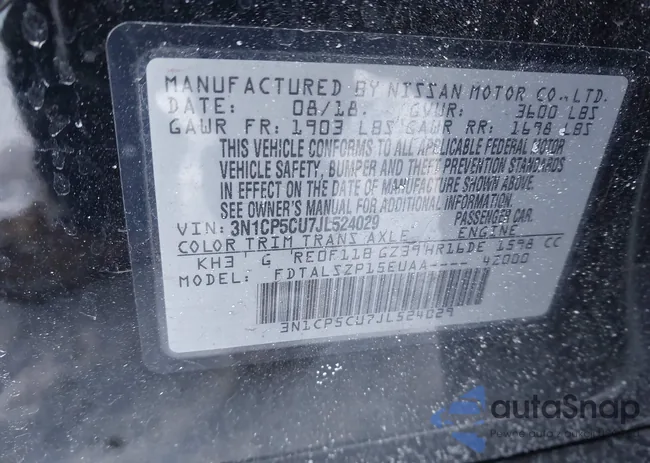 MANUFACTURED BY NISSAN MOTOR CO.,LTD.
DATE: 08/18. GVWR: 3600 LBS
GAWR FR: 1903 LBS GAWR RR: 1698 LBS
THIS VEHICLE CONFORMS TO ALL APPLICABLE FEDERAL MOTOR
VEHICLE SAFETY, BUMPER AND THEFT PREVENTION STANDARDS
IN EFFECT ON THE DATE OF MANUFACTURE SHOWN ABOVE.
SEE OWNER'S MANUAL FOR ADDITIONAL INFORMATION.
VIN: 3N1CP5CU7JL524029 PASSENGER CAR.
COLOR TRIM TRANS AXLE ENGINE
KH3 G RE0F11B GZ394 HR16DE 1598 CC
MODEL: FDTALSZP15EUAA---- 42000
3N1CP5CU7JL524029
autoSnap